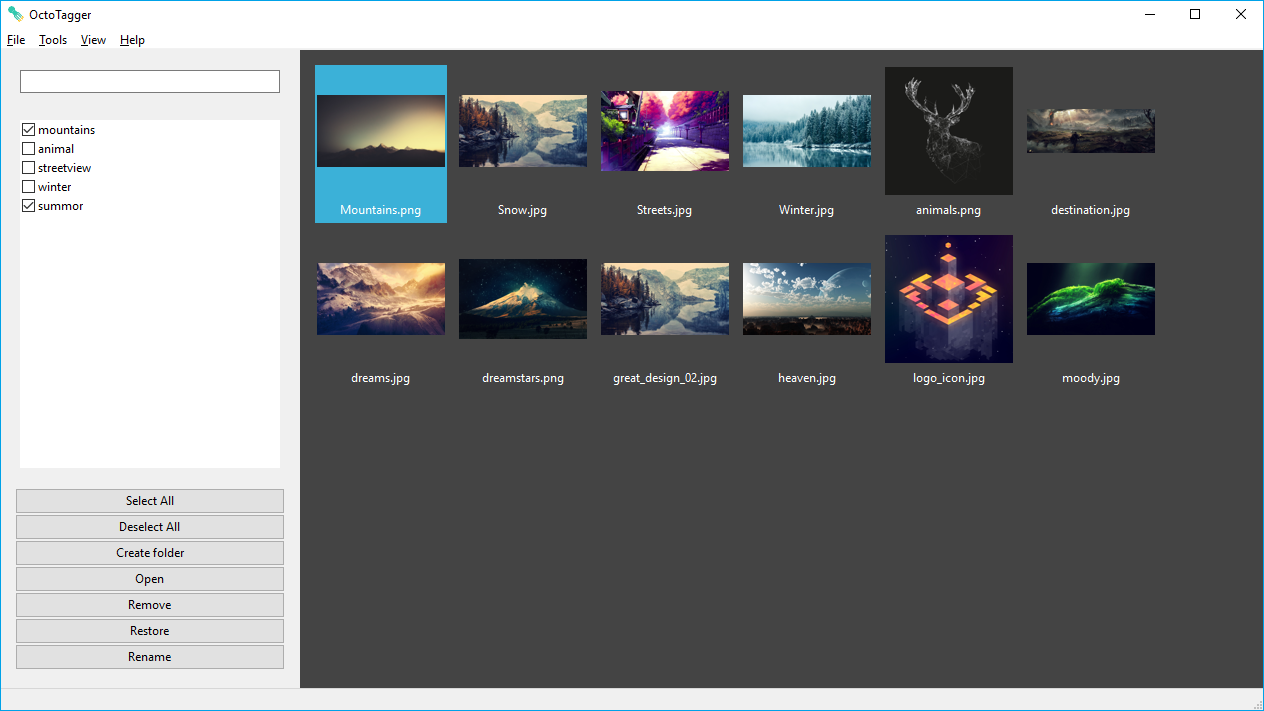 OctoTagger
File Tools View Help
mountains
animal
streetview
winter
summor
Select All
Deselect All
Create folder
Open
Remove
Restore
Rename
Mountains.png Snow.jpg Streets.jpg Winter.jpg animals.png destination.jpg
dreams.jpg dreamstars.png great_design_02.jpg heaven.jpg logo_icon.jpg moody.jpg